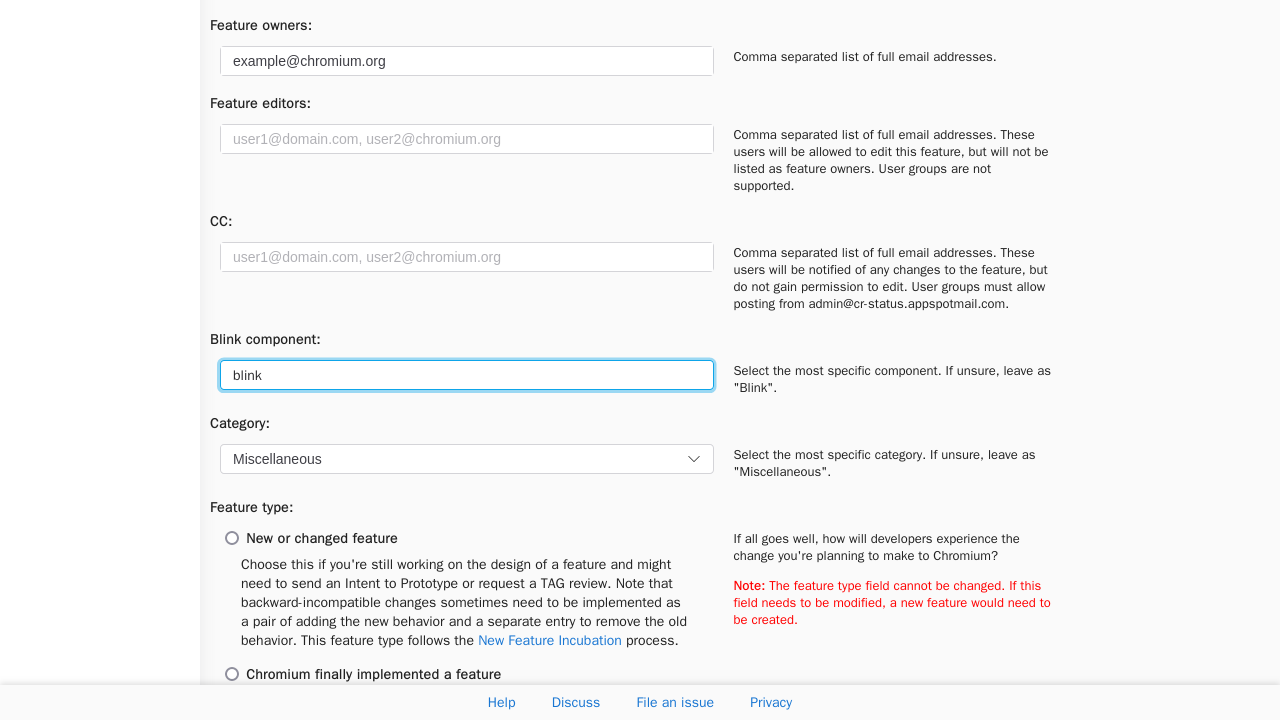 Feature owners:
example@chromium.org
Comma separated list of full email addresses.
Feature editors:
user1@domain.com, user2@chromium.org
Comma separated list of full email addresses. These
users will be allowed to edit this feature, but will not be
listed as feature owners. User groups are not
supported.
CC:
user1@domain.com, user2@chromium.org
Comma separated list of full email addresses. These
users will be notified of any changes to the feature, but
do not gain permission to edit. User groups must allow
posting from admin@cr-status.appspotmail.com.
Blink component:
blink
Select the most specific component. If unsure, leave as
"Blink".
Category:
Miscellaneous
Select the most specific category. If unsure, leave as
"Miscellaneous".
Feature type:
New or changed feature
Choose this if you're still working on the design of a feature and might
need to send an Intent to Prototype or request a TAG review. Note that
backward-incompatible changes sometimes need to be implemented as
a pair of adding the new behavior and a separate entry to remove the old
behavior. This feature type follows the New Feature Incubation process.
If all goes well, how will developers experience the
change you're planning to make to Chromium?
Note: The feature type field cannot be changed. If this
field needs to be modified, a new feature would need to
be created.
Chromium finally implemented a feature
Help
Discuss
File an issue
Privacy